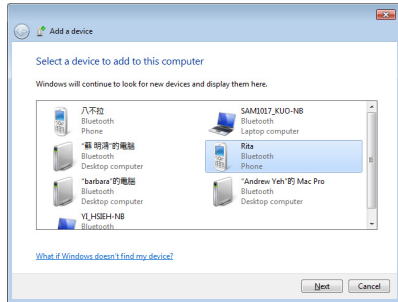 Add a device
Select a device to add to this computer
Windows will continue to look for new devices and display them here.
八不拉
Bluetooth
Phone
SAM1017_KUO-NB
Bluetooth
Laptop computer
"蘇 明鴻"的電腦
Bluetooth
Desktop computer
Rita
Bluetooth
Phone
"barbara"的電腦
Bluetooth
Desktop computer
"Andrew Yeh"的 Mac Pro
Bluetooth
Desktop computer
YI_HSIEH-NB
Bluetooth
What if Windows doesn't find my device?
Next
Cancel